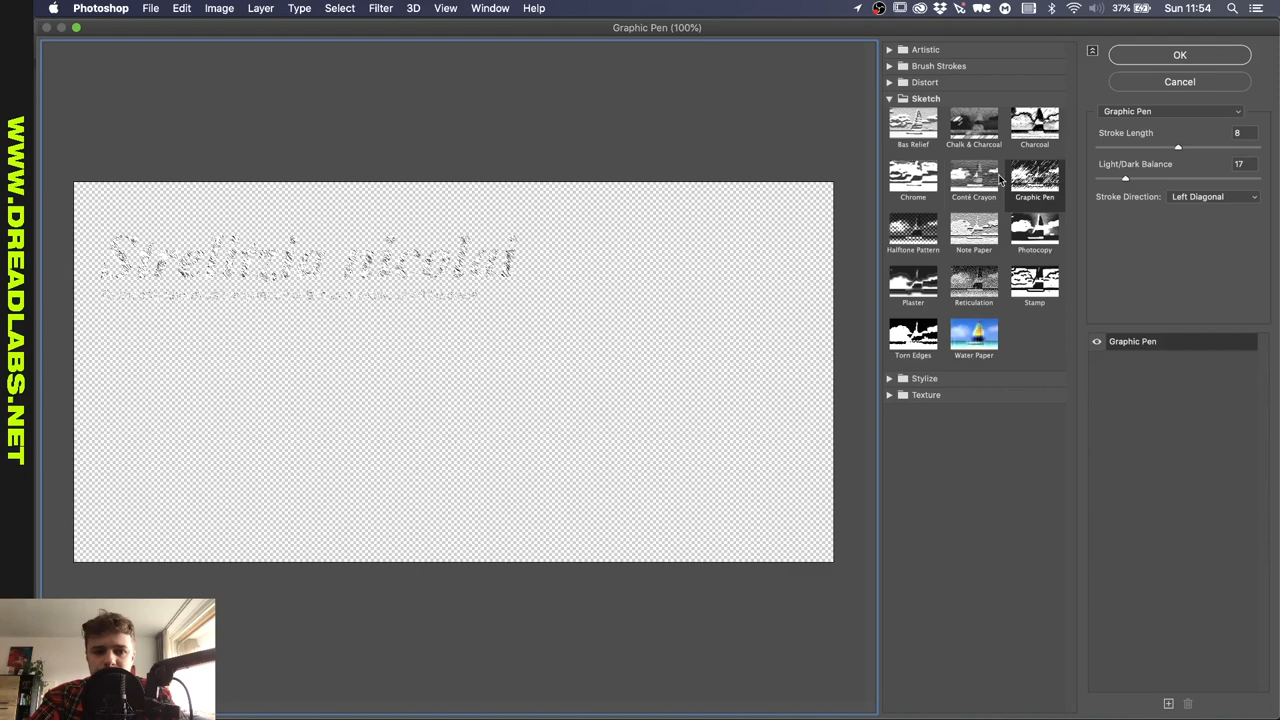 Photoshop File Edit Image Layer Type Select Filter 3D View Window Help 37% Sun 11:54
Graphic Pen (100%)
WWW.DREADLABS.NET
Artistic
Brush Strokes
Distort
Sketch
Bas Relief Chalk & Charcoal Charcoal
Chrome Conté Crayon Graphic Pen
Halftone Pattern Note Paper Photocopy
Plaster Reticulation Stamp
Torn Edges Water Paper
Stylize
Texture
OK
Cancel
Graphic Pen
Stroke Length 8
Light/Dark Balance 17
Stroke Direction: Left Diagonal
Graphic Pen